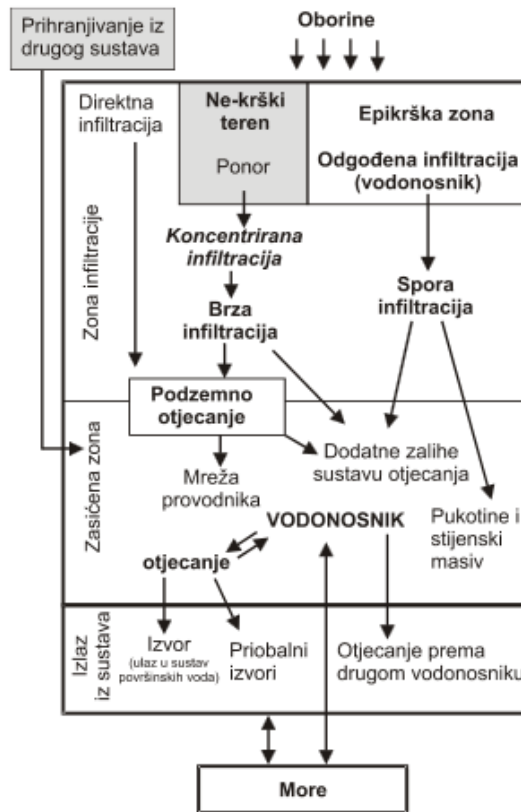 Prihranjivanje iz
drugog sustava
Oborine
Direktna
infiltracija
Ne-krški
teren
Ponor
Epikrška zona
Odgođena infiltracija
(vodonosnik)
Zona infiltracije
Koncentrirana
infiltracija
Brza
infiltracija
Spora
infiltracija
Podzemno
otjecanje
Zasićena zona
Dodatne zalihe
sustavu otjecanja
Mreža
provodnika
VODONOSNIK
Pukotine i
stijenski
masiv
otjecanje
Izlaz
iz sustava
Izvor
(ulaz u sustav
površinskih voda)
Priobalni
izvori
Otjecanje prema
drugom vodonosniku
More